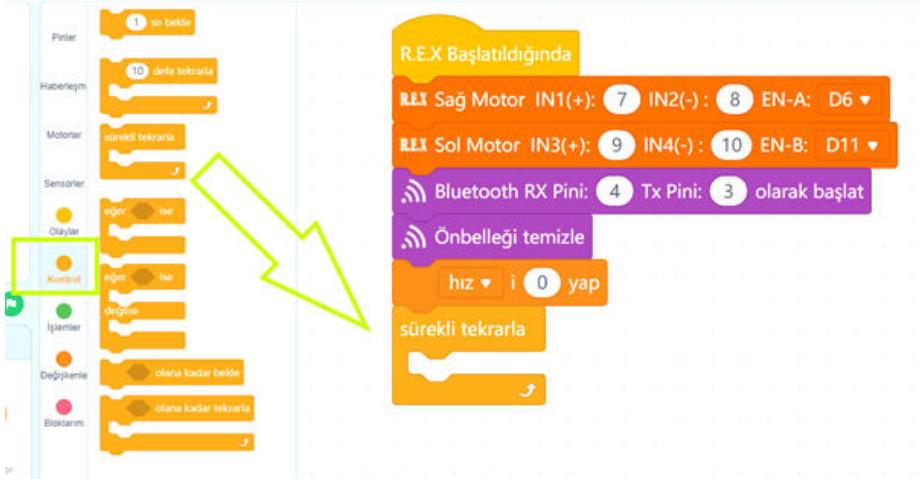 Pinler
Haberleşm
Motorlar
Sensörler
Olaylar
Kontrol
İşlemler
Değişkenle
Bloklarım
1 sn bekle
10 defa tekrarla
sürekli tekrarla
eğer ise
eğer ise
değilse
olana kadar bekle
olana kadar tekrarla
R.E.X Başlatıldığında
REX Sağ Motor IN1(+): 7 IN2(-) : 8 EN-A: D6
REX Sol Motor IN3(+): 9 IN4(-) : 10 EN-B: D11
Bluetooth RX Pini: 4 Tx Pini: 3 olarak başlat
Önbelleği temizle
hız i 0 yap
sürekli tekrarla